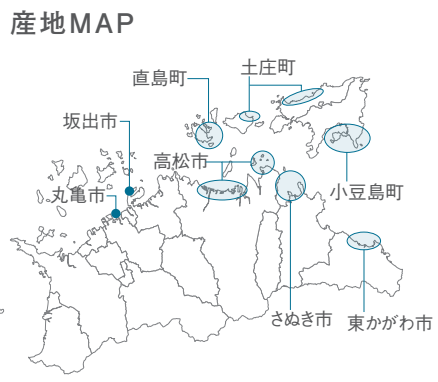 産地MAP
土庄町
直島町
坂出市
高松市
丸亀市
小豆島町
さぬき市
東かがわ市